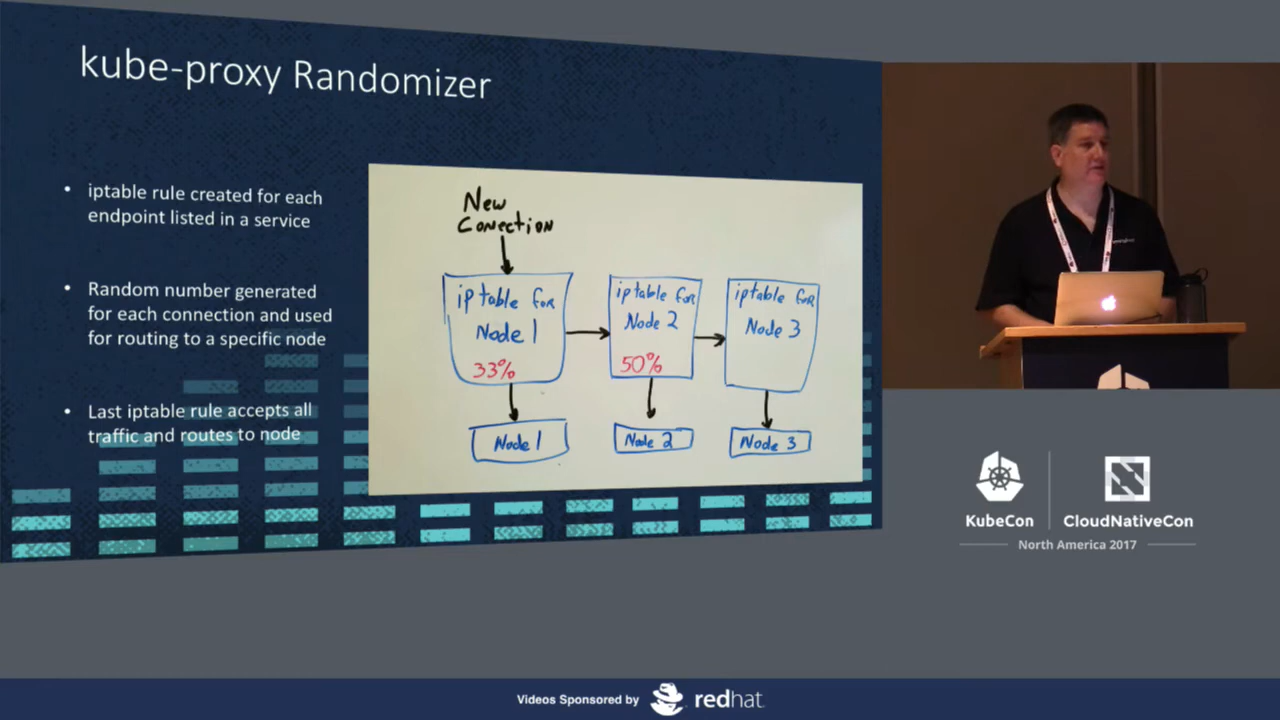 kube-proxy Randomizer
• iptable rule created for each
endpoint listed in a service
• Random number generated
for each connection and used
for routing to a specific node
• Last iptable rule accepts all
traffic and routes to node
New
Conection
iptable for
Node 1
33%
iptable for
Node 2
50%
iptable for
Node 3
Node 1
Node 2
Node 3
KubeCon
CloudNativeCon
North America 2017
Videos Sponsored by
redhat.